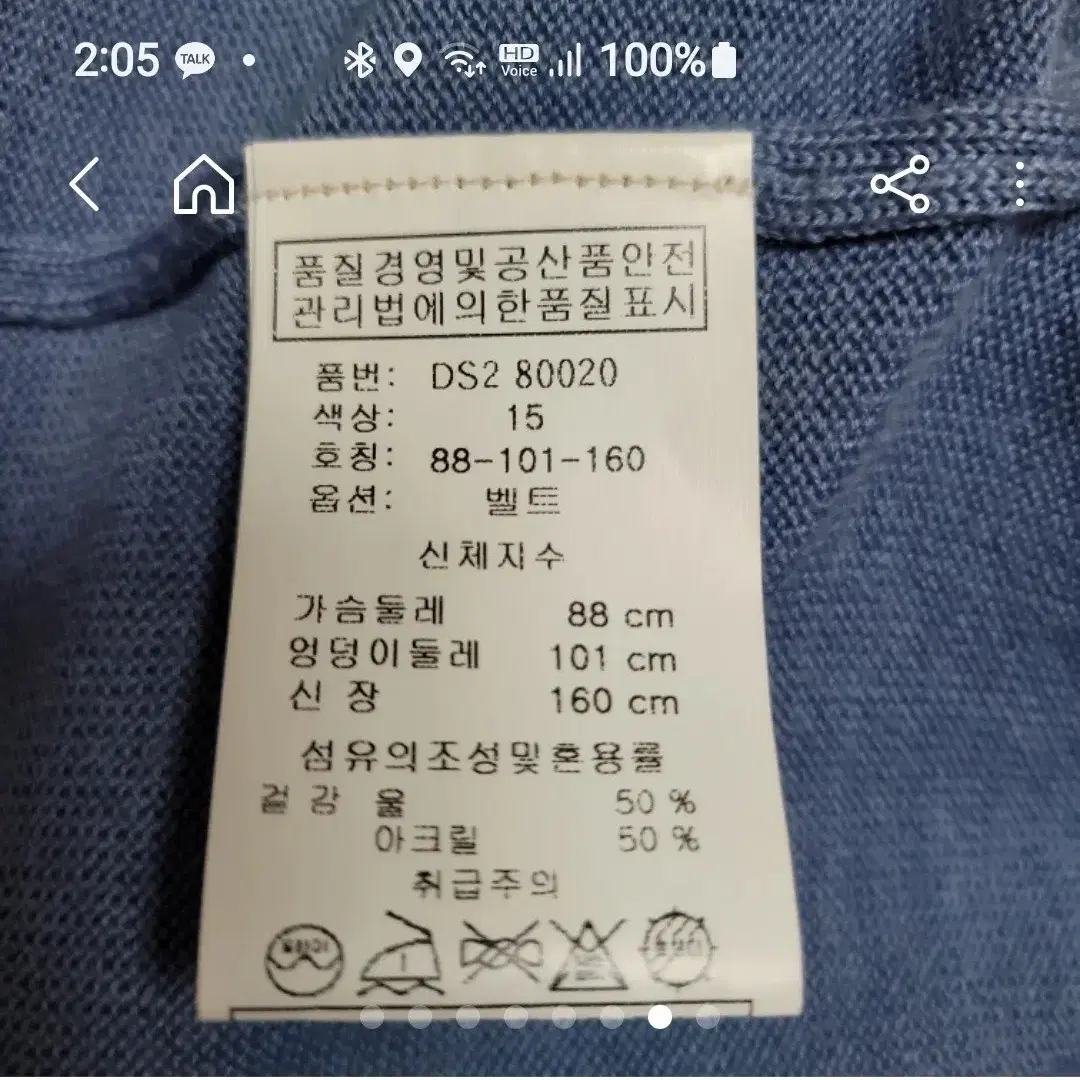 2:05 TALK HD Voice 100%
품질경영및공산품안전
관리법에의한품질표시
품번: DS2 80020
색상: 15
호칭: 88-101-160
옵션: 벨트
신체지수
가슴둘레 88 cm
엉덩이둘레 101 cm
신 장 160 cm
섬유의조성및혼용률
겉감 울 50 %
아크릴 50 %
취급주의
드라이